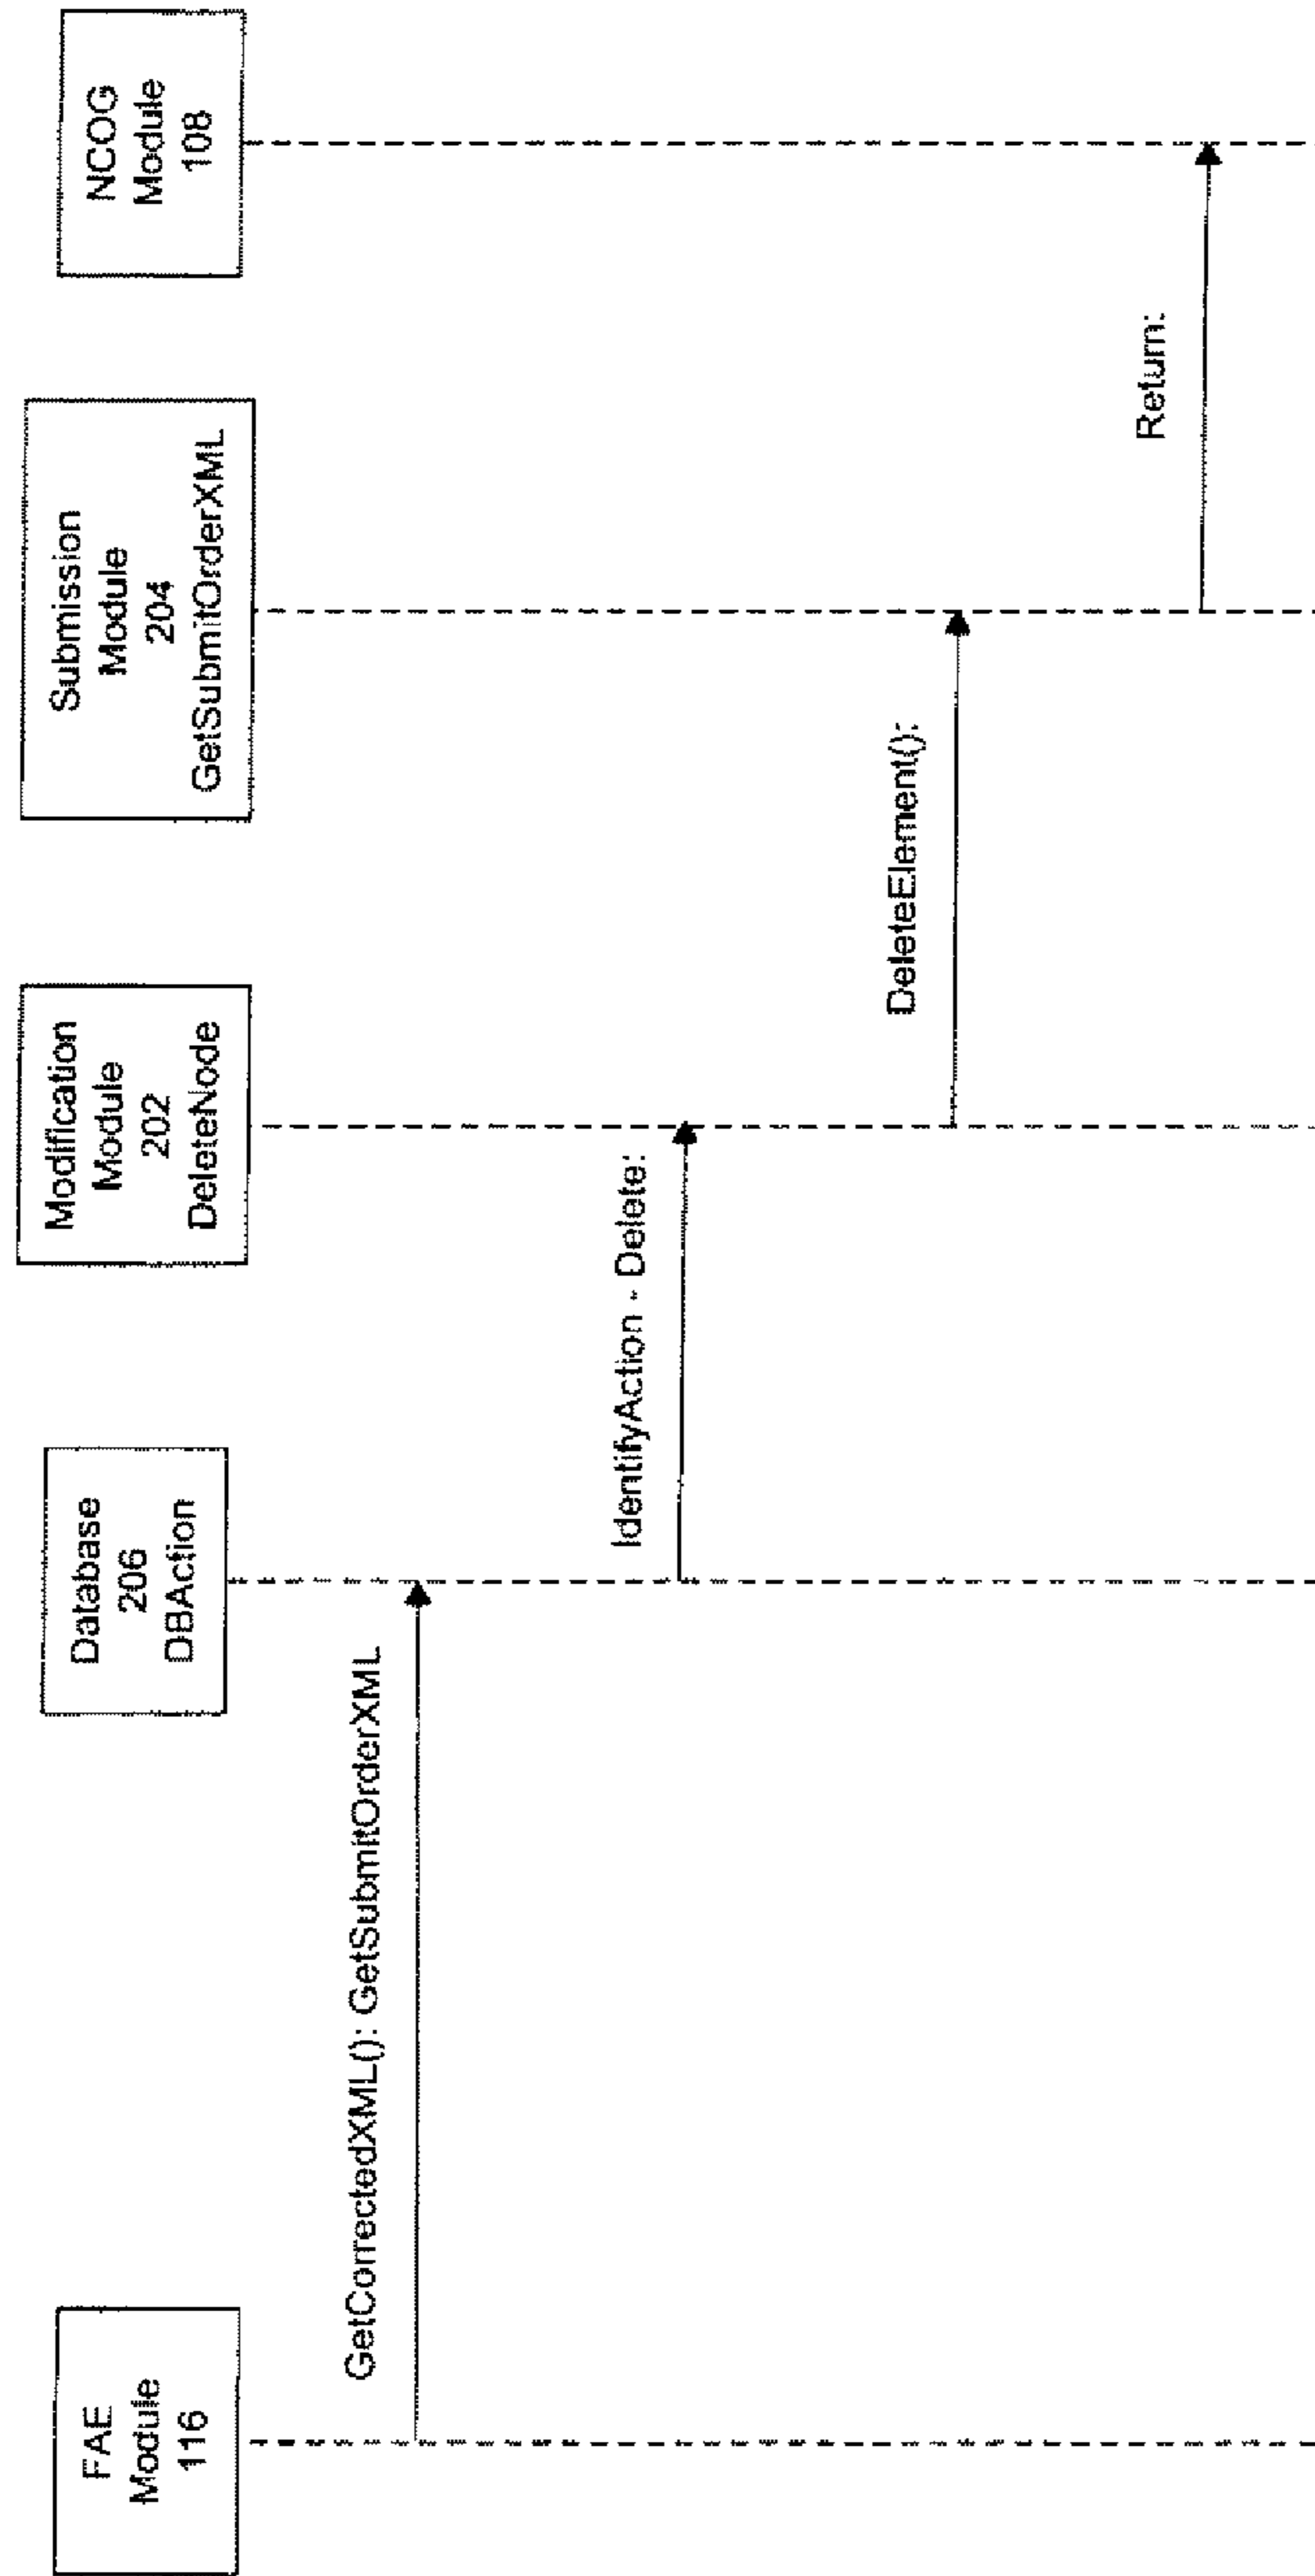 FAE
Module
116
Database
206
DBAction
Modification
Module
202
DeleteNode
Submission
Module
204
GetSubmitOrderXML
NCOG
Module
108
GetCorrectedXML(): GetSubmitOrderXML
IdentifyAction - Delete:
DeleteElement():
Return: